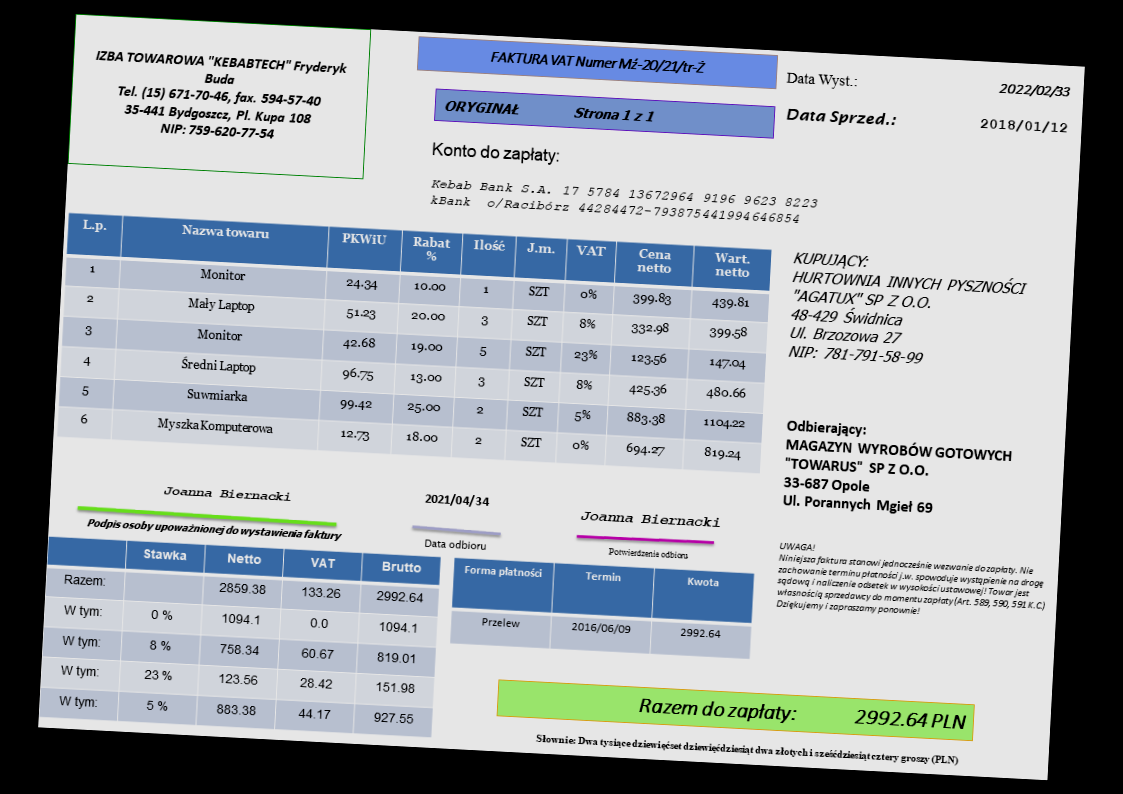 IZBA TOWAROWA "KEBABTECH" Fryderyk
Buda
Tel. (15) 671-70-46, fax. 594-57-40
35-441 Bydgoszcz, Pl. Kupa 108
NIP: 759-620-77-54
FAKTURA VAT Numer Mź-20/21/tr-Ż
ORYGINAŁ Strona 1 z 1
Data Wyst.: 2022/02/33
Data Sprzed.: 2018/01/12
Konto do zapłaty:
Kebab Bank S.A. 17 5784 13672964 9196 9623 8223
kBank o/Racibórz 44284472-793875441994646854
L.p. Nazwa towaru PKWiU Rabat % Ilość J.m. VAT Cena netto Wart. netto
1 Monitor 24.34 10.00 1 SZT 0% 399.83 439.81
2 Mały Laptop 51.23 20.00 3 SZT 8% 332.98 399.58
3 Monitor 42.68 19.00 5 SZT 23% 123.56 147.04
4 Średni Laptop 96.75 13.00 3 SZT 8% 425.36 480.66
5 Suwmiarka 99.42 25.00 2 SZT 5% 883.38 1104.22
6 Myszka Komputerowa 12.73 18.00 2 SZT 0% 694.27 819.24
KUPUJĄCY:
HURTOWNIA INNYCH PYSZNOŚCI
"AGATUX" SP Z O.O.
48-429 Świdnica
Ul. Brzozowa 27
NIP: 781-791-58-99
Odbierający:
MAGAZYN WYROBÓW GOTOWYCH
"TOWARUS" SP Z O.O.
33-687 Opole
Ul. Porannych Mgieł 69
Joanna Biernacki
Podpis osoby upoważnionej do wystawienia faktury
2021/04/34
Data odbioru
Joanna Biernacki
Potwierdzenie odbioru
UWAGA!
Niniejsza faktura stanowi jednocześnie wezwanie do zapłaty. Nie
zachowanie terminu płatności j.w. spowoduje wystąpienie na drogę
sądową i naliczenie odsetek w wysokości ustawowej! Towar jest
własnością sprzedawcy do momentu zapłaty (Art. 589, 590, 591 K.C.)
Dziękujemy i zapraszamy ponownie!
Stawka Netto VAT Brutto
Razem: 2859.38 133.26 2992.64
W tym: 0 % 1094.1 0.0 1094.1
W tym: 8 % 758.34 60.67 819.01
W tym: 23 % 123.56 28.42 151.98
W tym: 5 % 883.38 44.17 927.55
Forma płatności Termin Kwota
Przelew 2016/06/09 2992.64
Razem do zapłaty: 2992.64 PLN
Słownie: Dwa tysiące dziewięćset dziewięćdziesiąt dwa złotych i sześćdziesiąt cztery groszy (PLN)